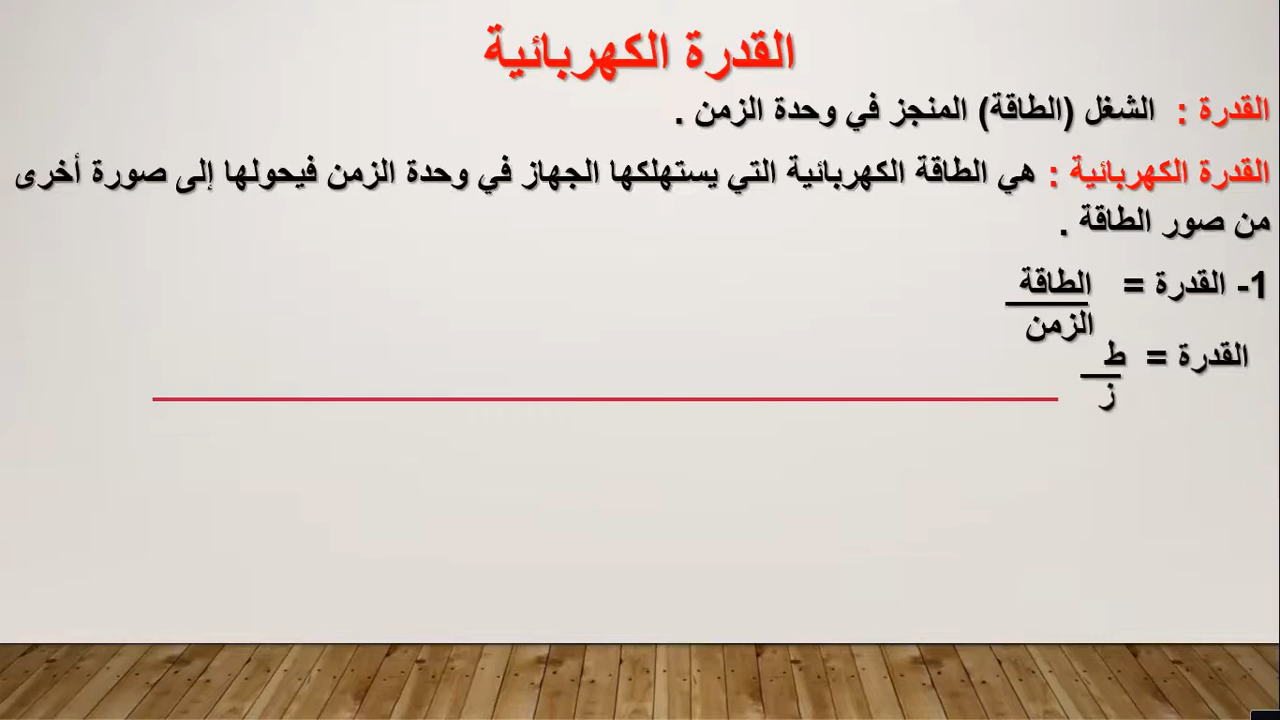 القدرة الكهربائية
القدرة : الشغل (الطاقة) المنجز في وحدة الزمن .
القدرة الكهربائية : هي الطاقة الكهربائية التي يستهلكها الجهاز في وحدة الزمن فيحولها إلى صورة أخرى
من صور الطاقة .
1- القدرة = الطاقة
الزمن
القدرة = ط
ز